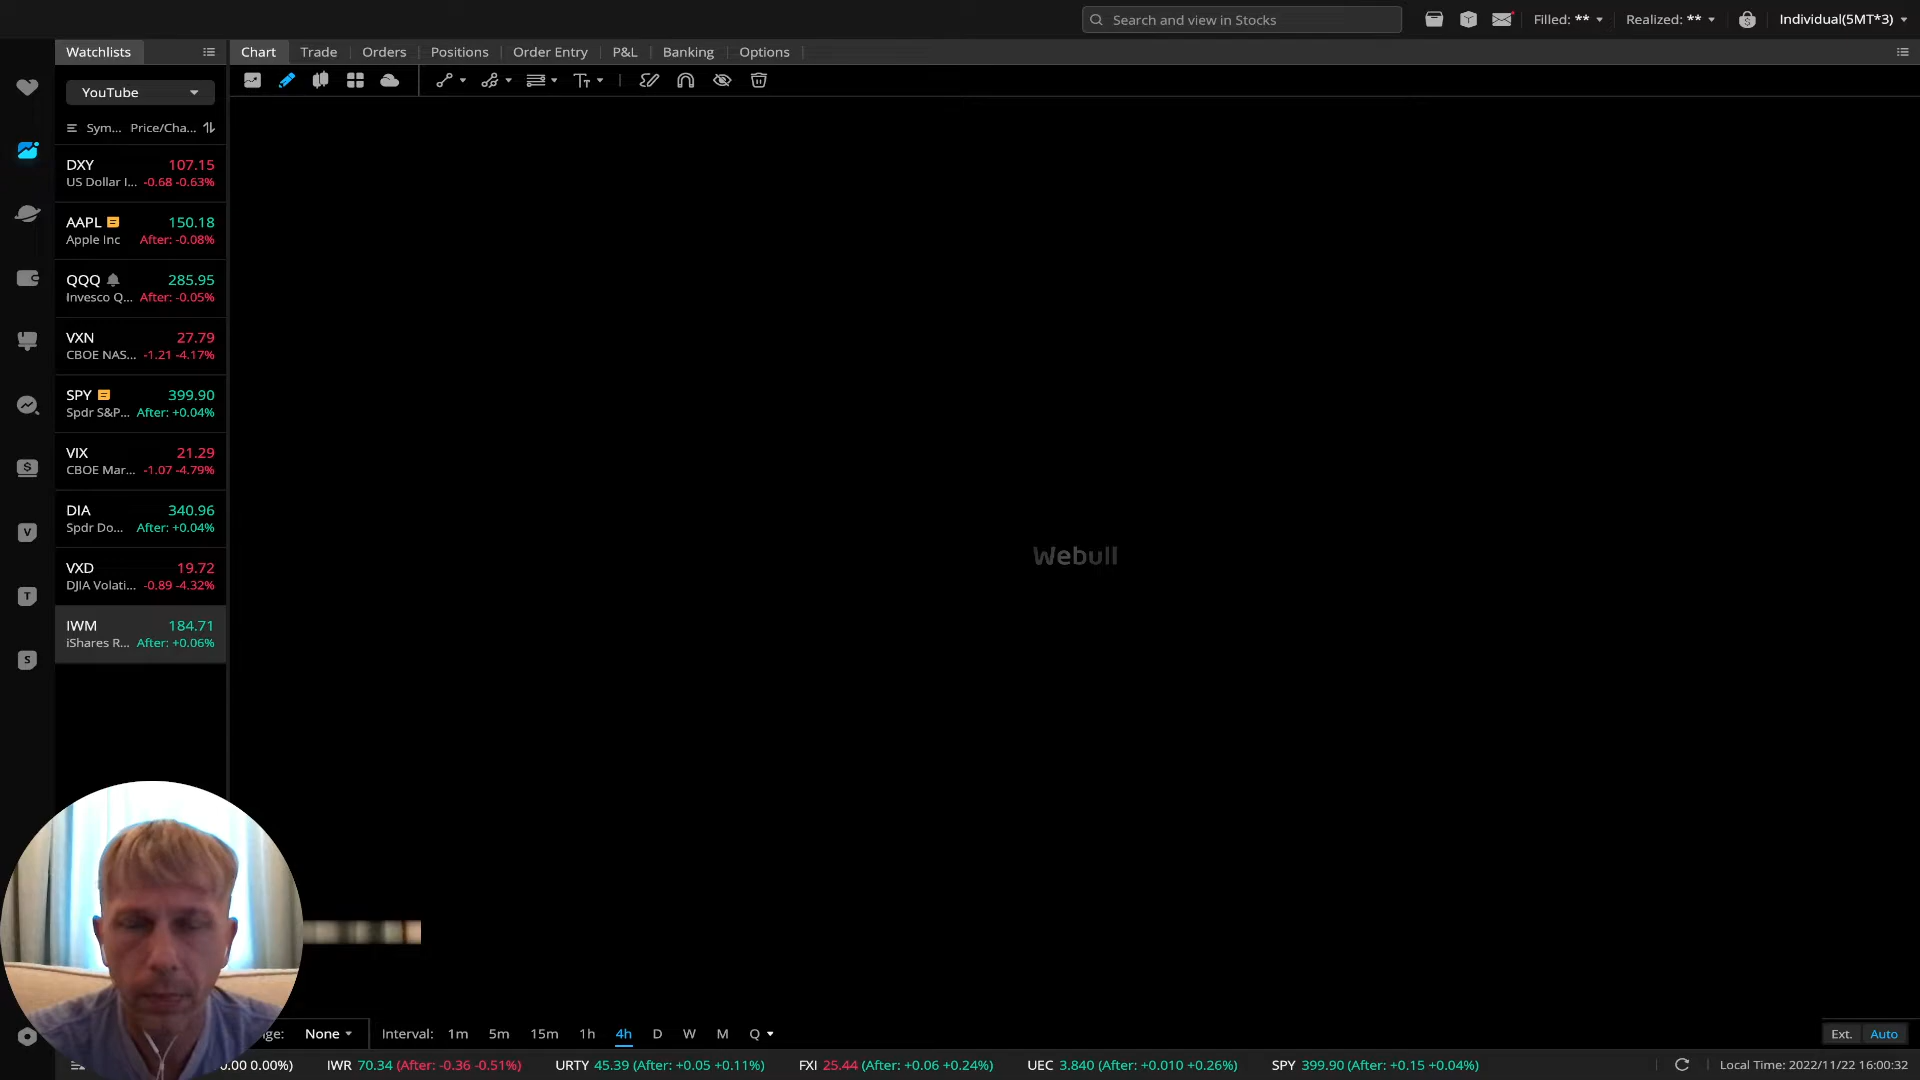 Search and view in Stocks
Filled: **
Realized: **
Individual(5MT*3)
Watchlists
Chart
Trade
Orders
Positions
Order Entry
P&L
Banking
Options
YouTube
Sym... Price/Cha...
DXY 107.15
US Dollar I... -0.68 -0.63%
AAPL 150.18
Apple Inc After: -0.08%
QQQ 285.95
Invesco Q... After: -0.05%
VXN 27.79
CBOE NAS... -1.21 -4.17%
SPY 399.90
Spdr S&P... After: +0.04%
VIX 21.29
CBOE Mar... -1.07 -4.79%
DIA 340.96
Spdr Do... After: +0.04%
VXD 19.72
DJIA Volati... -0.89 -4.32%
IWM 184.71
iShares R... After: +0.06%
Webull
None Interval: 1m 5m 15m 1h 4h D W M Q
Ext. Auto
0.00 0.00%) IWR 70.34 (After: -0.36 -0.51%) URTY 45.39 (After: +0.05 +0.11%) FXI 25.44 (After: +0.06 +0.24%) UEC 3.840 (After: +0.010 +0.26%) SPY 399.90 (After: +0.15 +0.04%) Local Time: 2022/11/22 16:00:32